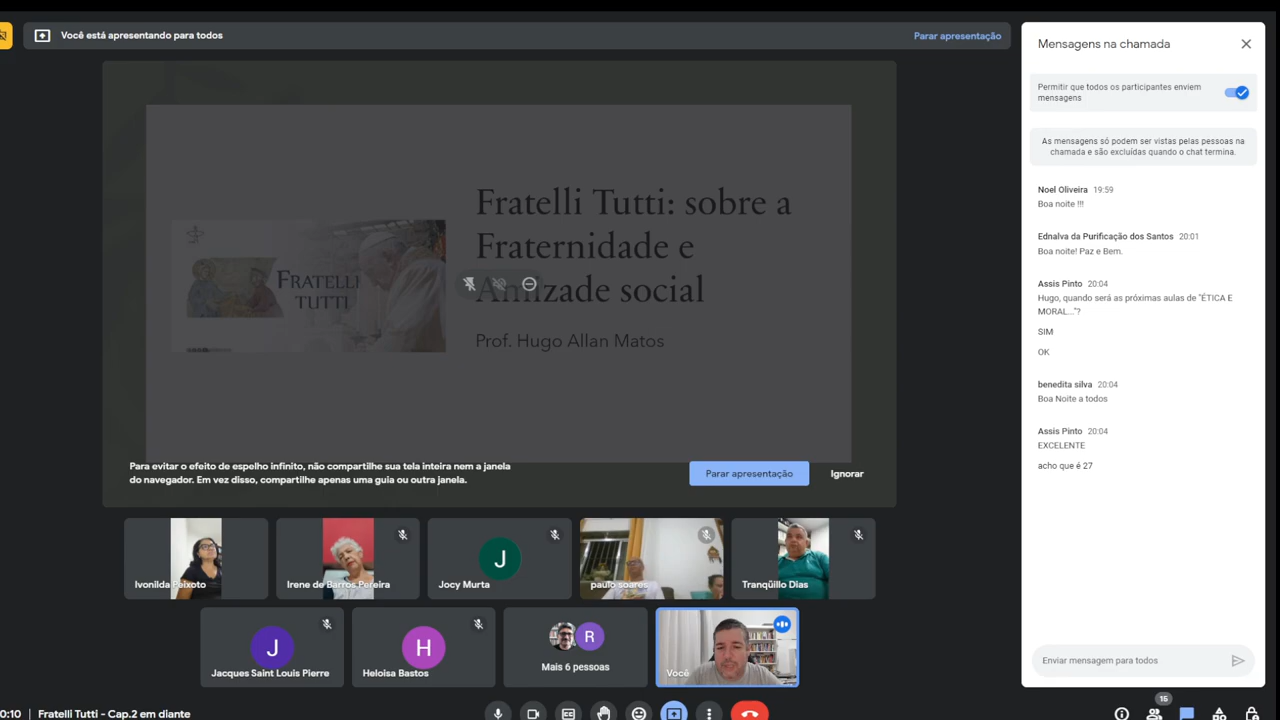 Você está apresentando para todos
Parar apresentação
Fratelli Tutti: sobre a
Fraternidade e
Amizade social
Prof. Hugo Allan Matos
FRATELLI
TUTTI
Para evitar o efeito de espelho infinito, não compartilhe sua tela inteira nem a janela
do navegador. Em vez disso, compartilhe apenas uma guia ou outra janela.
Parar apresentação
Ignorar
Ivonilda Peixoto
Irene de Barros Pereira
J
Jocy Murta
paulo soares
Tranqüillo Dias
J
Jacques Saint Louis Pierre
H
Heloisa Bastos
R
Mais 6 pessoas
Você
0:10 | Fratelli Tutti - Cap.2 em diante
Mensagens na chamada
Permitir que todos os participantes enviem
mensagens
As mensagens só podem ser vistas pelas pessoas na
chamada e são excluídas quando o chat termina.
Noel Oliveira 19:59
Boa noite !!!
Ednalva da Purificação dos Santos 20:01
Boa noite! Paz e Bem.
Assis Pinto 20:04
Hugo, quando será as próximas aulas de "ÉTICA E
MORAL..."?
SIM
OK
benedita silva 20:04
Boa Noite a todos
Assis Pinto 20:04
EXCELENTE
acho que é 27
Enviar mensagem para todos
15